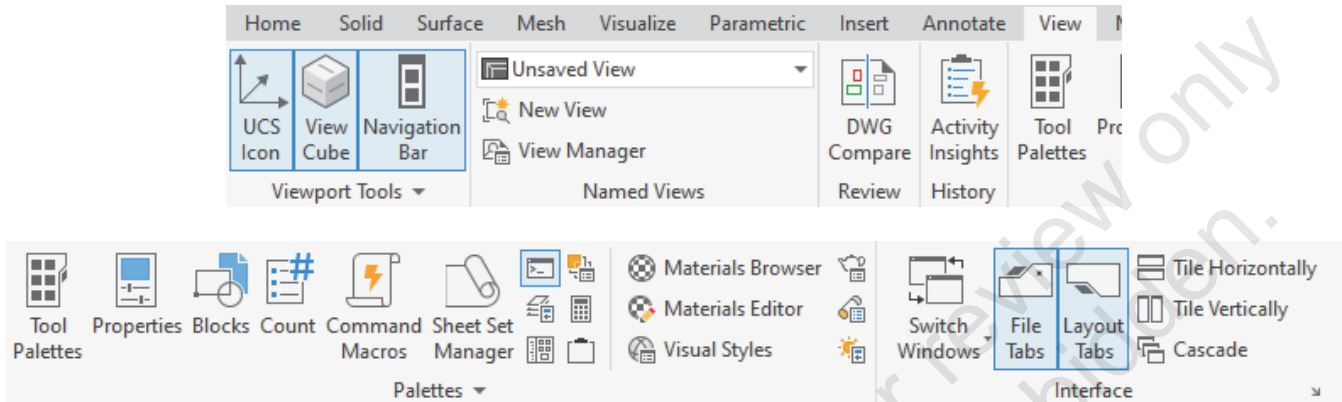 Home Solid Surface Mesh Visualize Parametric Insert Annotate View
Unsaved View
New View
View Manager
UCS Icon
View Cube
Navigation Bar
DWG Compare
Activity Insights
Tool Palettes
Viewport Tools
Named Views
Review
History
Tool Palettes
Properties
Blocks
Count
Command Macros
Sheet Set Manager
Materials Browser
Materials Editor
Visual Styles
Switch Windows
File Tabs
Layout Tabs
Tile Horizontally
Tile Vertically
Cascade
Palettes
Interface
review only